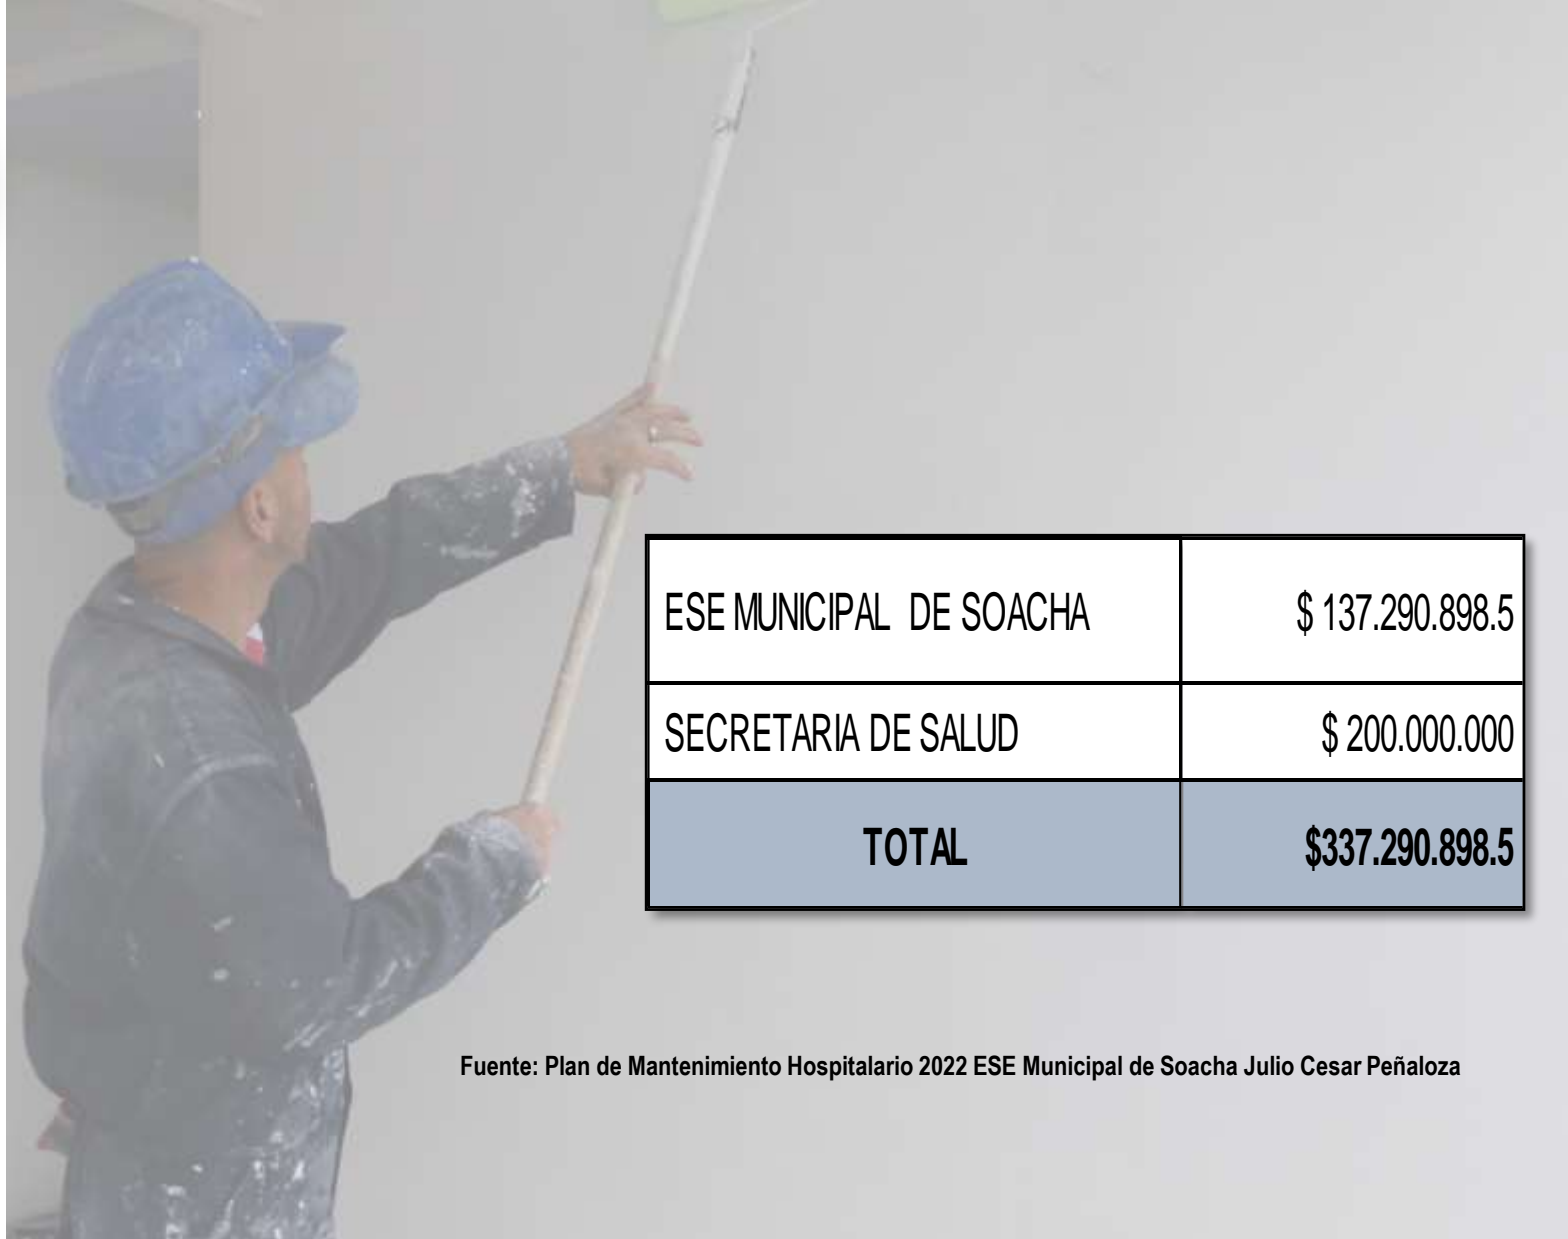 ESE MUNICIPAL DE SOACHA $ 137.290.898.5
SECRETARIA DE SALUD $ 200.000.000
TOTAL $337.290.898.5
Fuente: Plan de Mantenimiento Hospitalario 2022 ESE Municipal de Soacha Julio Cesar Peñaloza